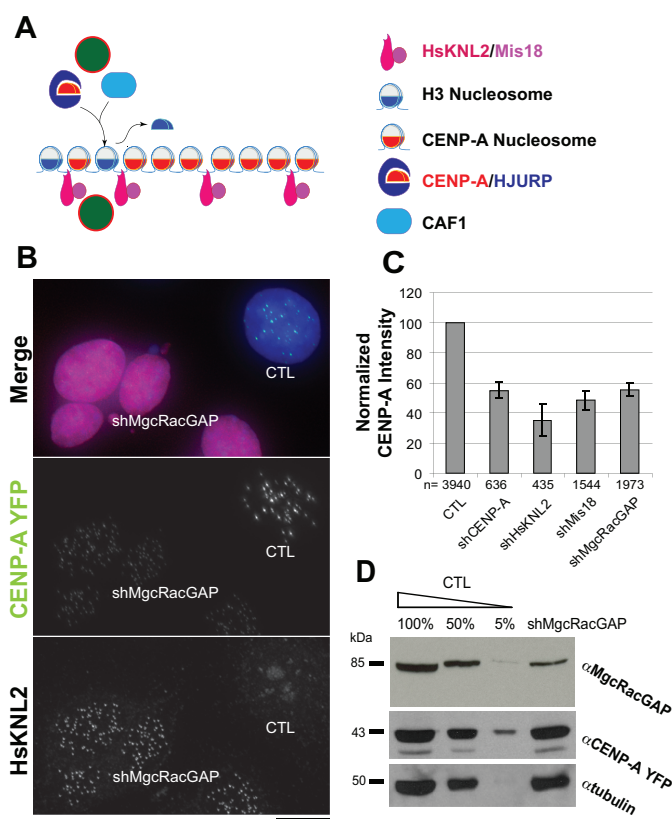 A
HsKNL2/Mis18
H3 Nucleosome
CENP-A Nucleosome
CENP-A/HJURP
CAF1
B
Merge
CTL
shMgcRacGAP
CENP-A YFP
CTL
shMgcRacGAP
HsKNL2
CTL
shMgcRacGAP
C
Normalized
CENP-A Intensity
120
100
80
60
40
20
0
n= 3940 636 435 1544 1973
CTL
shCENP-A
shHsKNL2
shMis18
shMgcRacGAP
D
CTL
100% 50% 5% shMgcRacGAP
kDa
85
αMgcRacGAP
43
αCENP-A YFP
50
αtubulin